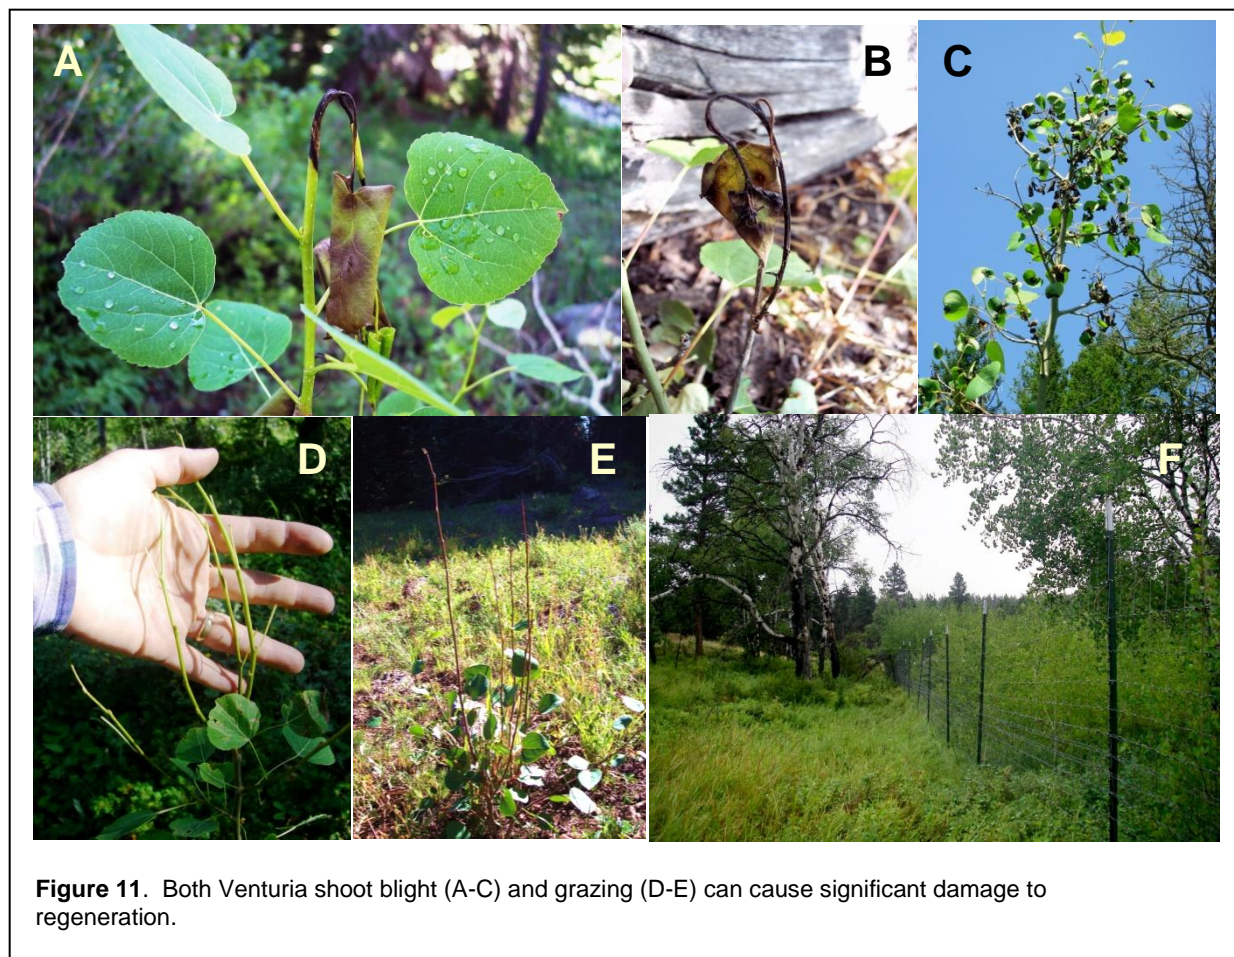 A
B
C
D
E
F
Figure 11. Both Venturia shoot blight (A-C) and grazing (D-E) can cause significant damage to
regeneration.